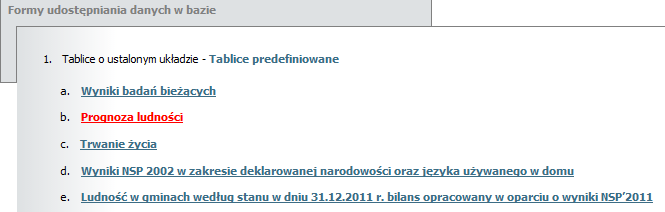 Formy udostępniania danych w bazie
1. Tablice o ustalonym układzie - Tablice predefiniowane
a. Wyniki badań bieżących
b. Prognoza ludności
c. Trwanie życia
d. Wyniki NSP 2002 w zakresie deklarowanej narodowości oraz języka używanego w domu
e. Ludność w gminach według stanu w dniu 31.12.2011 r. bilans opracowany w oparciu o wyniki NSP'2011